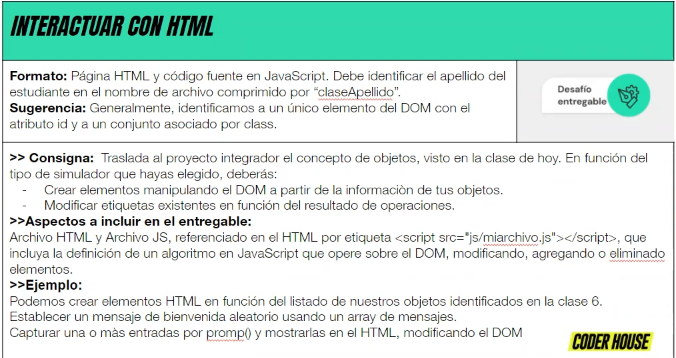 INTERACTUAR CON HTML
Formato: Página HTML y código fuente en JavaScript. Debe identificar el apellido del
estudiante en el nombre de archivo comprimido por “claseApellido”.
Sugerencia: Generalmente, identificamos a un único elemento del DOM con el
atributo id y a un conjunto asociado por class.
Desafío
entregable
>> Consigna: Traslada al proyecto integrador el concepto de objetos, visto en la clase de hoy. En función del
tipo de simulador que hayas elegido, deberás:
- Crear elementos manipulando el DOM a partir de la informaciòn de tus objetos.
- Modificar etiquetas existentes en función del resultado de operaciones.
>>Aspectos a incluir en el entregable:
Archivo HTML y Archivo JS, referenciado en el HTML por etiqueta <script src="js/miarchivo.js"></script>, que
incluya la definición de un algoritmo en JavaScript que opere sobre el DOM, modificando, agregando o eliminado
elementos.
>>Ejemplo:
Podemos crear elementos HTML en función del listado de nuestros objetos identificados en la clase 6.
Establecer un mensaje de bienvenida aleatorio usando un array de mensajes.
Capturar una o màs entradas por promp() y mostrarlas en el HTML, modificando el DOM
CODER HOUSE